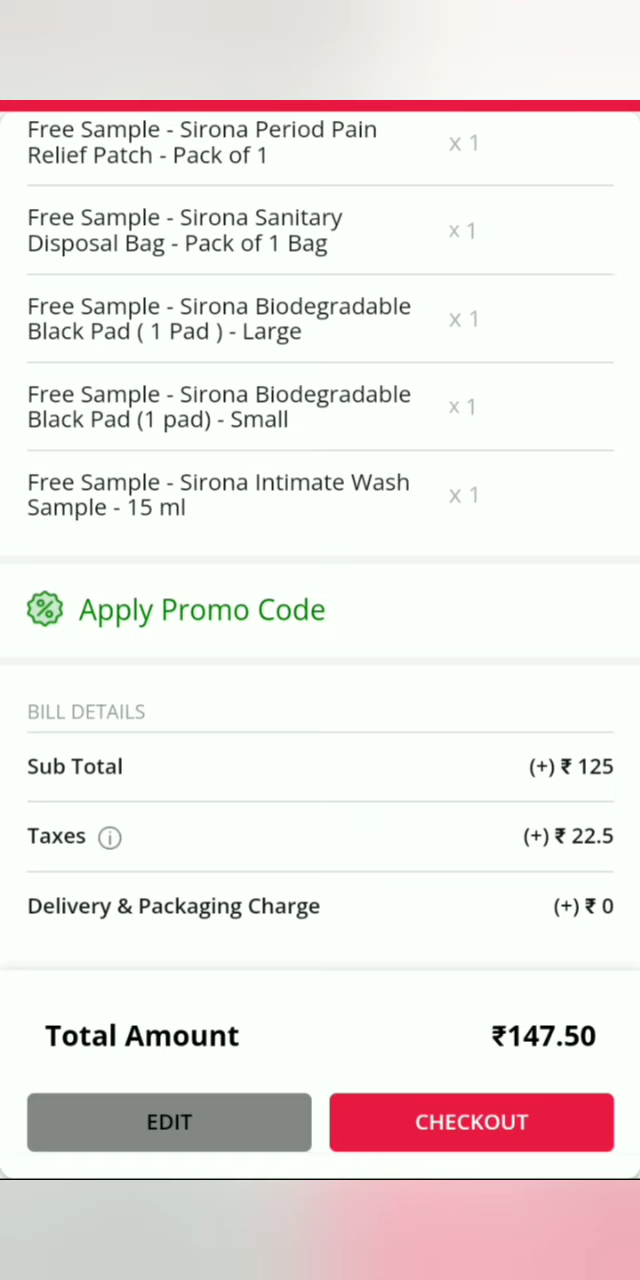 Free Sample - Sirona Period Pain
Relief Patch - Pack of 1
x 1
Free Sample - Sirona Sanitary
Disposal Bag - Pack of 1 Bag
x 1
Free Sample - Sirona Biodegradable
Black Pad ( 1 Pad ) - Large
x 1
Free Sample - Sirona Biodegradable
Black Pad (1 pad) - Small
x 1
Free Sample - Sirona Intimate Wash
Sample - 15 ml
x 1
Apply Promo Code
BILL DETAILS
Sub Total (+) ₹ 125
Taxes (+) ₹ 22.5
Delivery & Packaging Charge (+) ₹ 0
Total Amount ₹147.50
EDIT CHECKOUT